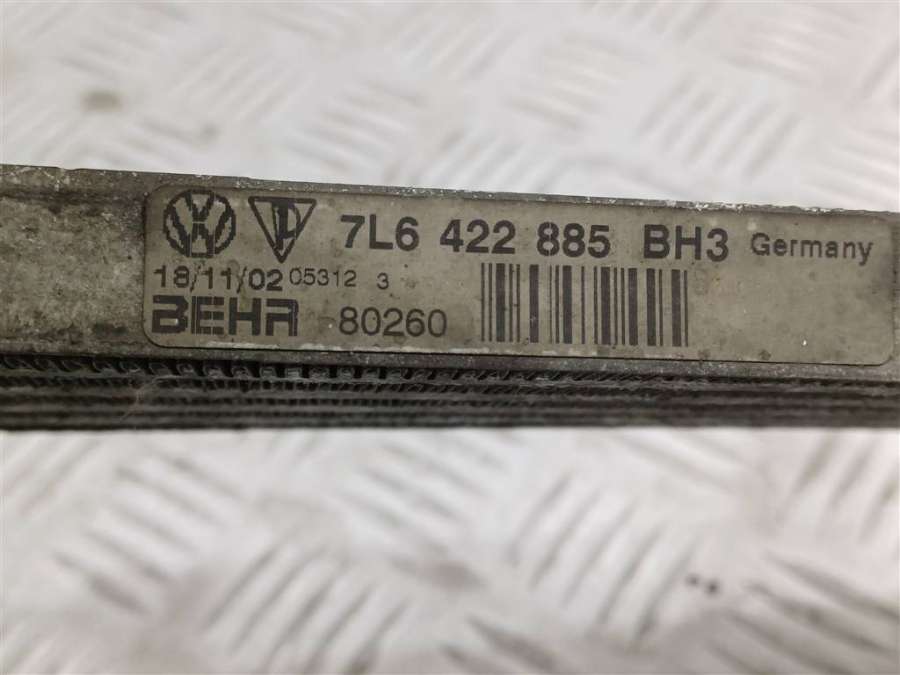 7L6 422 885 BH3 Germany
18/11/02 05312 3
BEHR 80260